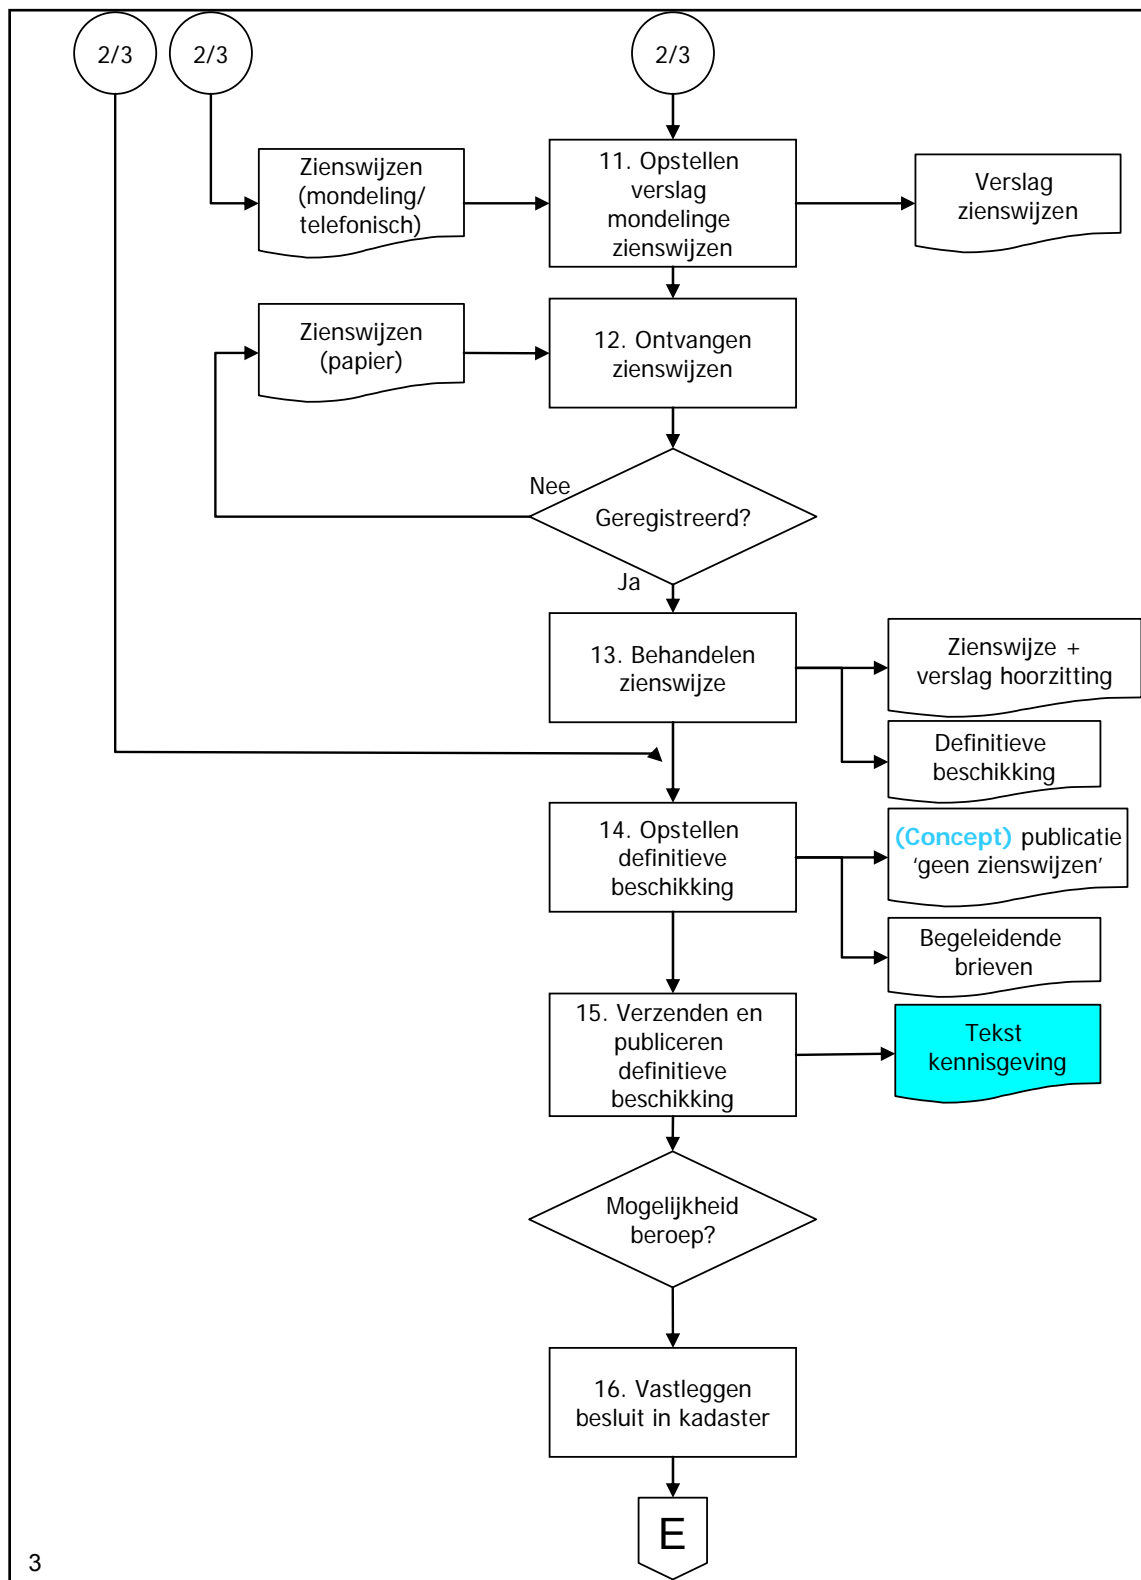 2/3
2/3
2/3
Zienswijzen
(mondeling/
telefonisch)
11. Opstellen
verslag
mondelinge
zienswijzen
Verslag
zienswijzen
Zienswijzen
(papier)
12. Ontvangen
zienswijzen
Nee
Geregistreerd?
Ja
13. Behandelen
zienswijze
Zienswijze +
verslag hoorzitting
Definitieve
beschikking
14. Opstellen
definitieve
beschikking
(Concept) publicatie
‘geen zienswijzen’
Begeleidende
brieven
15. Verzenden en
publiceren
definitieve
beschikking
Tekst
kennisgeving
Mogelijkheid
beroep?
16. Vastleggen
besluit in kadaster
E
3